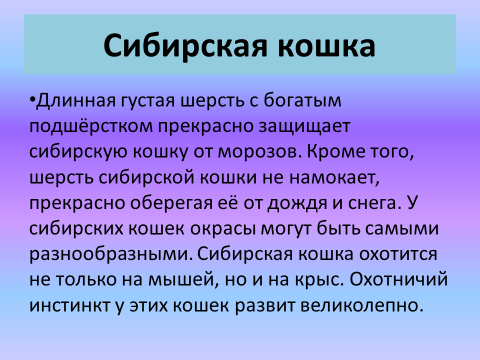 Сибирская кошка
•Длинная густая шерсть с богатым
подшёрстком прекрасно защищает
сибирскую кошку от морозов. Кроме того,
шерсть сибирской кошки не намокает,
прекрасно оберегая её от дождя и снега. У
сибирских кошек окрасы могут быть самыми
разнообразными. Сибирская кошка охотится
не только на мышей, но и на крыс. Охотничий
инстинкт у этих кошек развит великолепно.